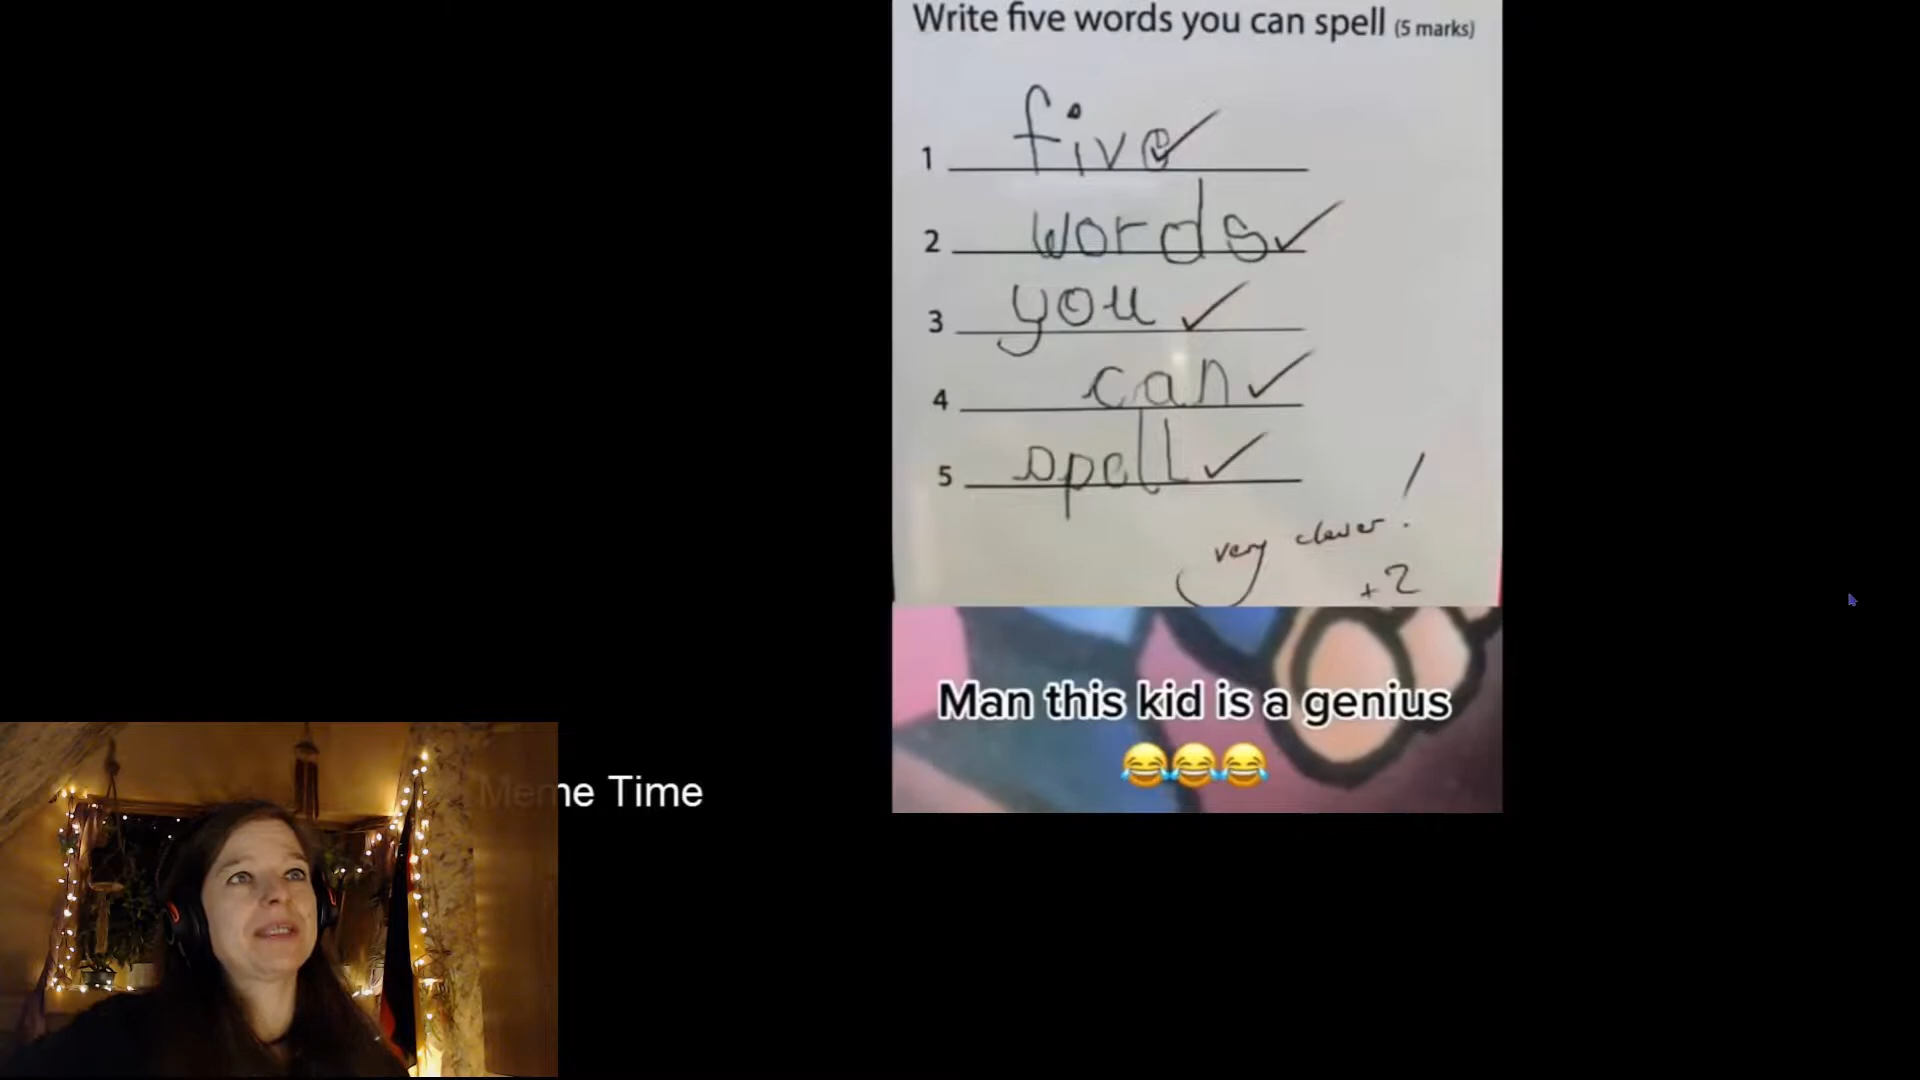 Write five words you can spell (5 marks)
1 five
2 words
3 you
4 can
5 spell
very clever!
+2
Man this kid is a genius
😂😂😂
Meme Time